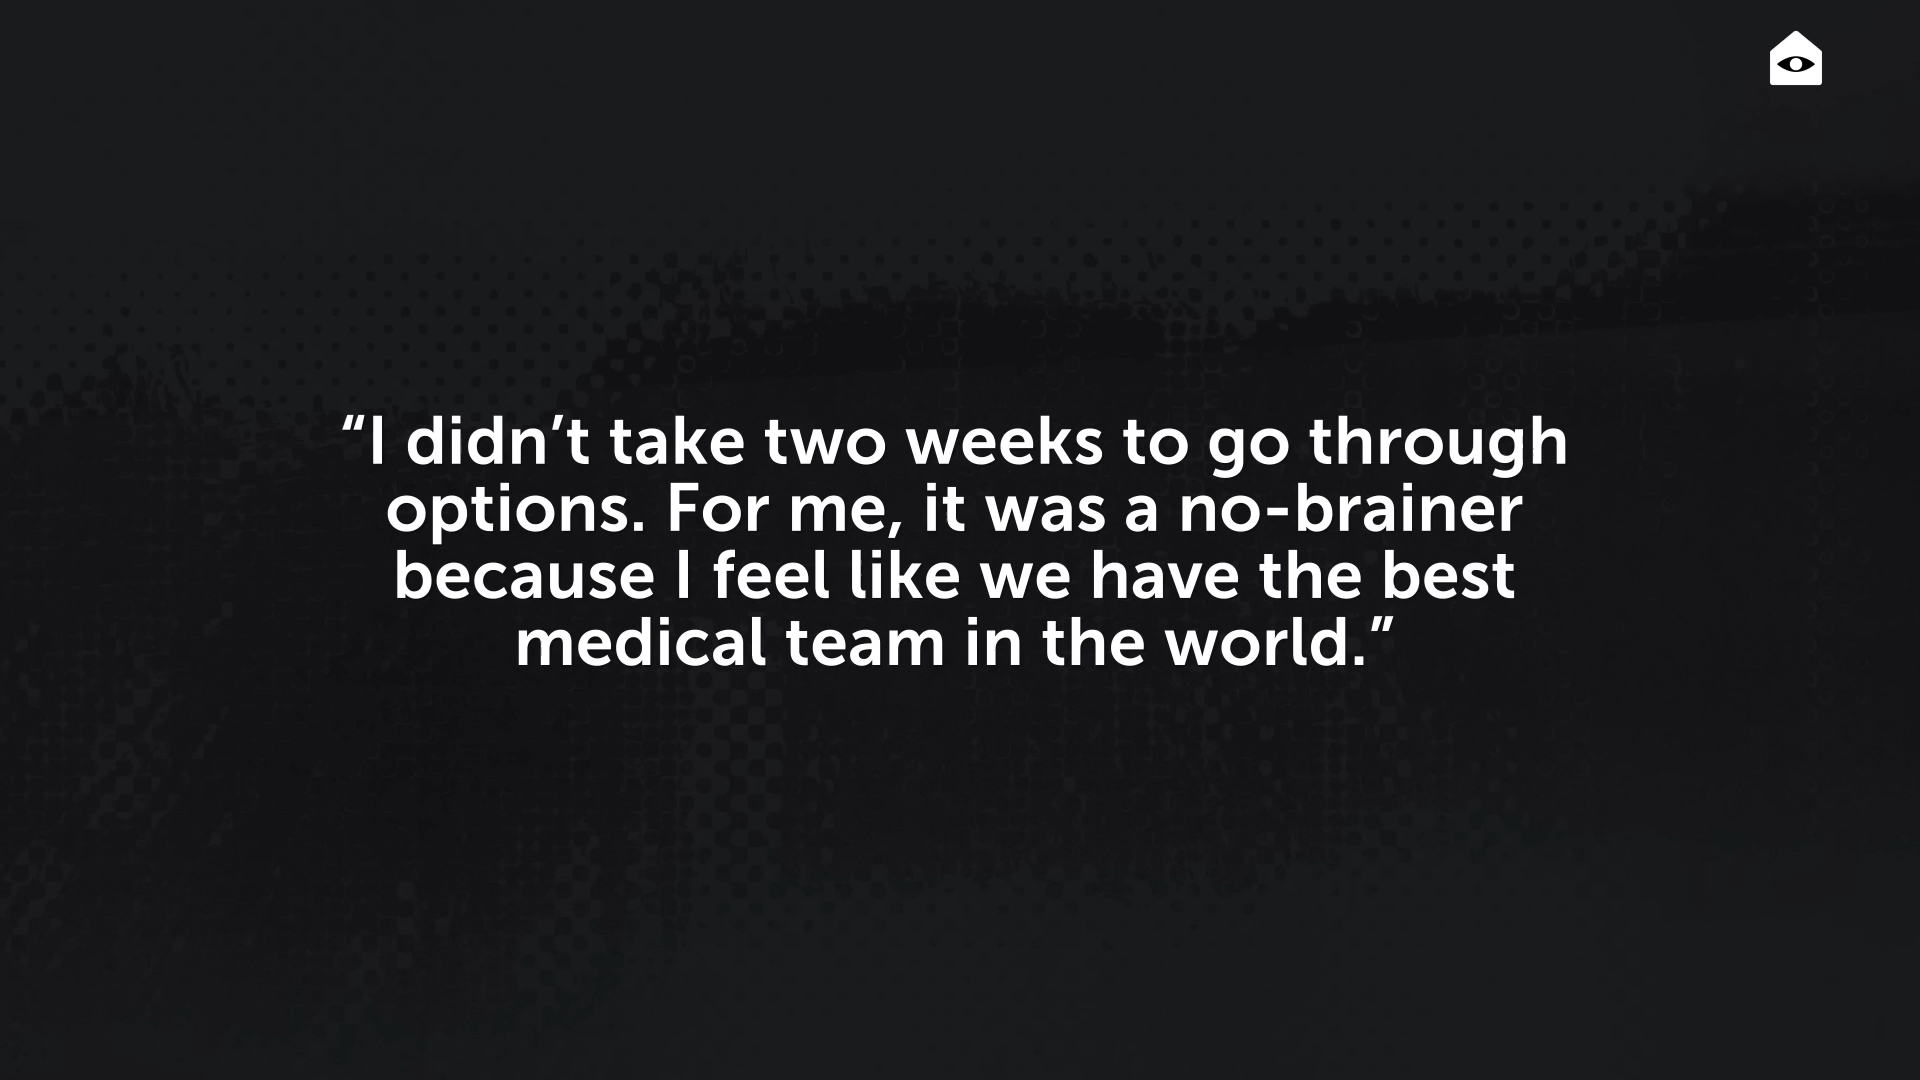 “I didn’t take two weeks to go through
options. For me, it was a no-brainer
because I feel like we have the best
medical team in the world.”